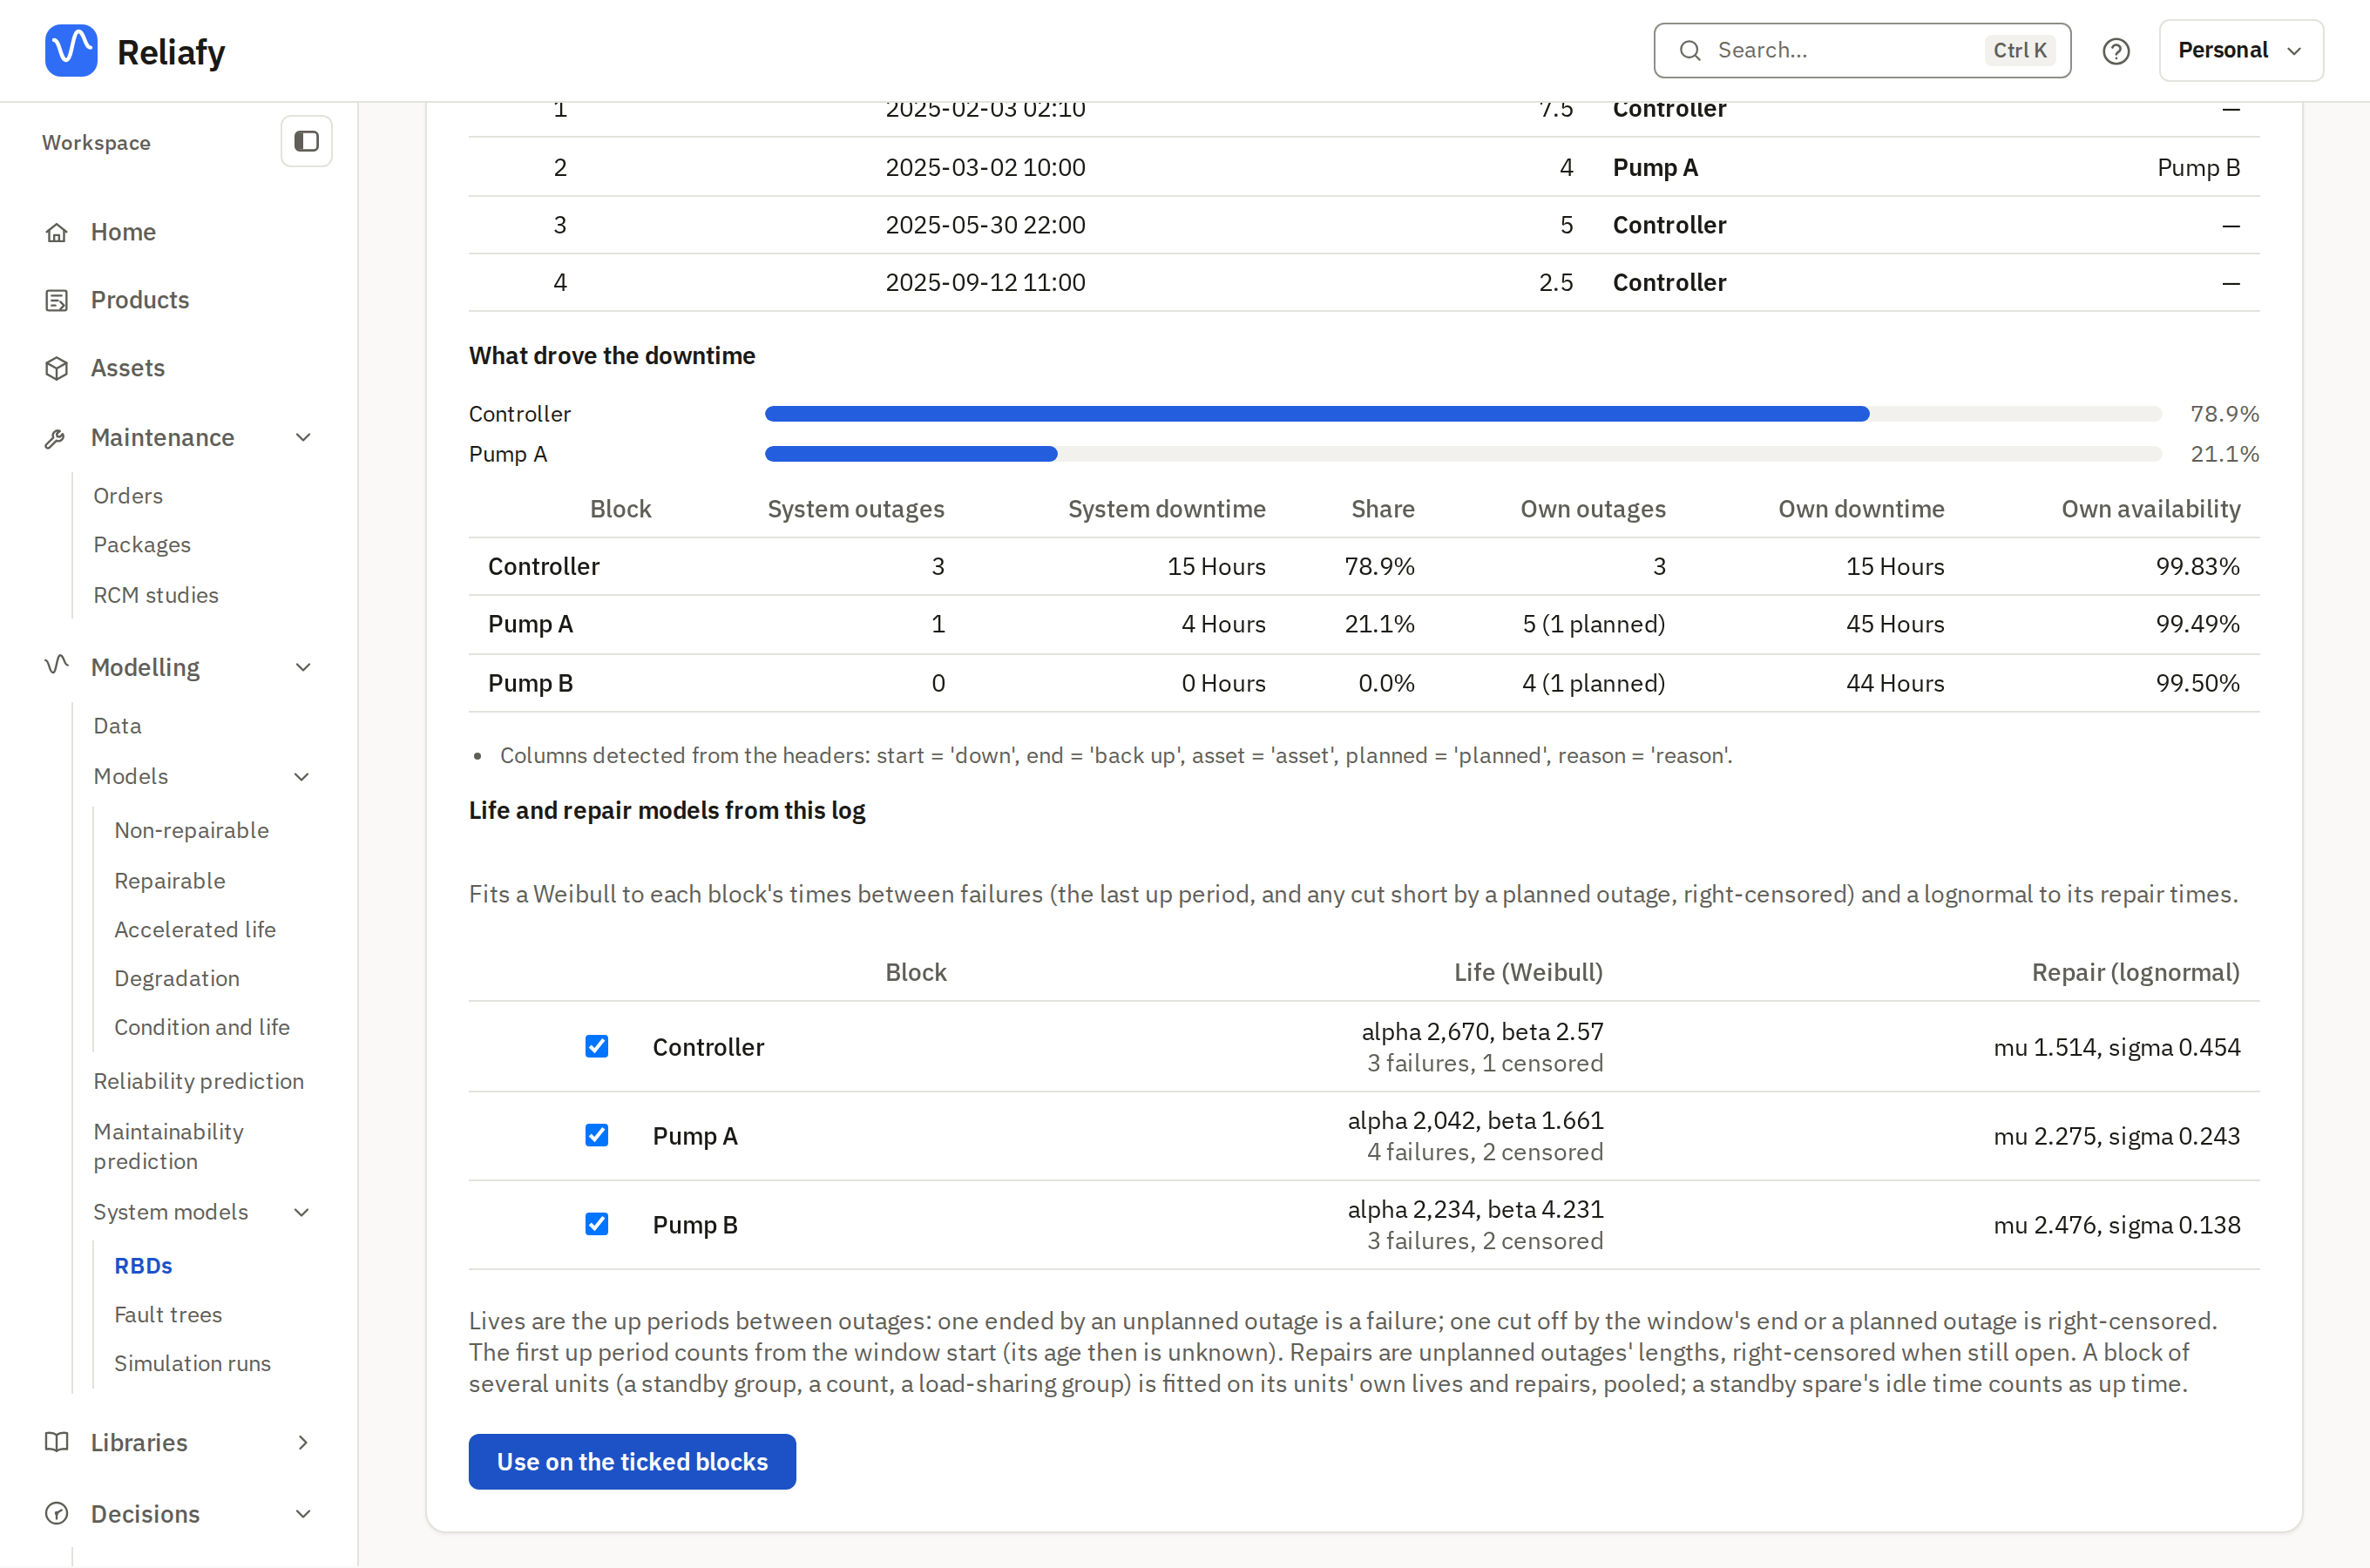 Reliafy
Search...
Ctrl K
Personal
Workspace
Home
Products
Assets
Maintenance
Orders
Packages
RCM studies
Modelling
Data
Models
Non-repairable
Repairable
Accelerated life
Degradation
Condition and life
Reliability prediction
Maintainability
prediction
System models
RBDs
Fault trees
Simulation runs
Libraries
Decisions
1 2025-02-03 02:10 7.5 Controller —
2 2025-03-02 10:00 4 Pump A Pump B
3 2025-05-30 22:00 5 Controller —
4 2025-09-12 11:00 2.5 Controller —
What drove the downtime
Controller 78.9%
Pump A 21.1%
Block System outages System downtime Share Own outages Own downtime Own availability
Controller 3 15 Hours 78.9% 3 15 Hours 99.83%
Pump A 1 4 Hours 21.1% 5 (1 planned) 45 Hours 99.49%
Pump B 0 0 Hours 0.0% 4 (1 planned) 44 Hours 99.50%
• Columns detected from the headers: start = 'down', end = 'back up', asset = 'asset', planned = 'planned', reason = 'reason'.
Life and repair models from this log
Fits a Weibull to each block's times between failures (the last up period, and any cut short by a planned outage, right-censored) and a lognormal to its repair times.
Block Life (Weibull) Repair (lognormal)
Controller alpha 2,670, beta 2.57 mu 1.514, sigma 0.454
3 failures, 1 censored
Pump A alpha 2,042, beta 1.661 mu 2.275, sigma 0.243
4 failures, 2 censored
Pump B alpha 2,234, beta 4.231 mu 2.476, sigma 0.138
3 failures, 2 censored
Lives are the up periods between outages: one ended by an unplanned outage is a failure; one cut off by the window's end or a planned outage is right-censored.
The first up period counts from the window start (its age then is unknown). Repairs are unplanned outages' lengths, right-censored when still open. A block of
several units (a standby group, a count, a load-sharing group) is fitted on its units' own lives and repairs, pooled; a standby spare's idle time counts as up time.
Use on the ticked blocks